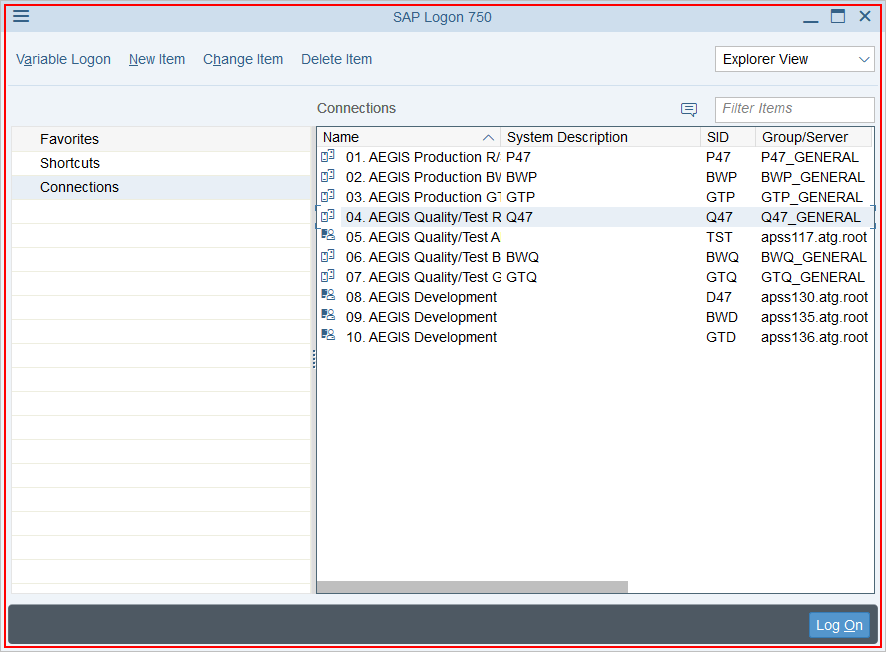 SAP Logon 750
Variable Logon New Item Change Item Delete Item Explorer View
Connections Filter Items
Favorites
Shortcuts
Connections
Name System Description SID Group/Server
01. AEGIS Production R/ P47 P47 P47_GENERAL
02. AEGIS Production BW BWP BWP BWP_GENERAL
03. AEGIS Production GT GTP GTP GTP_GENERAL
04. AEGIS Quality/Test R Q47 Q47 Q47_GENERAL
05. AEGIS Quality/Test A TST apss117.atg.root
06. AEGIS Quality/Test B BWQ BWQ BWQ_GENERAL
07. AEGIS Quality/Test G GTQ GTQ GTQ_GENERAL
08. AEGIS Development D47 apss130.atg.root
09. AEGIS Development BWD apss135.atg.root
10. AEGIS Development GTD apss136.atg.root
Log On